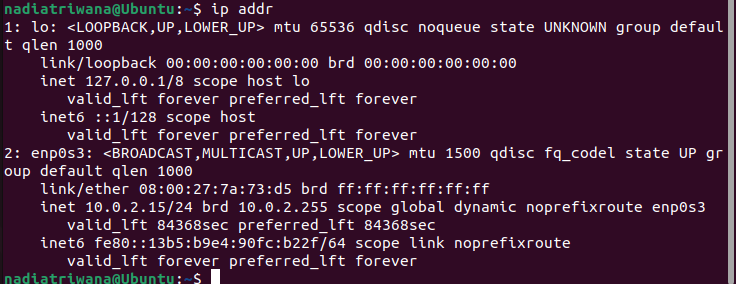 nadiatriwana@Ubuntu:~$ ip addr
1: lo: <LOOPBACK,UP,LOWER_UP> mtu 65536 qdisc noqueue state UNKNOWN group defaul
t qlen 1000
    link/loopback 00:00:00:00:00:00 brd 00:00:00:00:00:00
    inet 127.0.0.1/8 scope host lo
       valid_lft forever preferred_lft forever
    inet6 ::1/128 scope host
       valid_lft forever preferred_lft forever
2: enp0s3: <BROADCAST,MULTICAST,UP,LOWER_UP> mtu 1500 qdisc fq_codel state UP gr
oup default qlen 1000
    link/ether 08:00:27:7a:73:d5 brd ff:ff:ff:ff:ff:ff
    inet 10.0.2.15/24 brd 10.0.2.255 scope global dynamic noprefixroute enp0s3
       valid_lft 84368sec preferred_lft 84368sec
    inet6 fe80::13b5:b9e4:90fc:b22f/64 scope link noprefixroute
       valid_lft forever preferred_lft forever
nadiatriwana@Ubuntu:~$